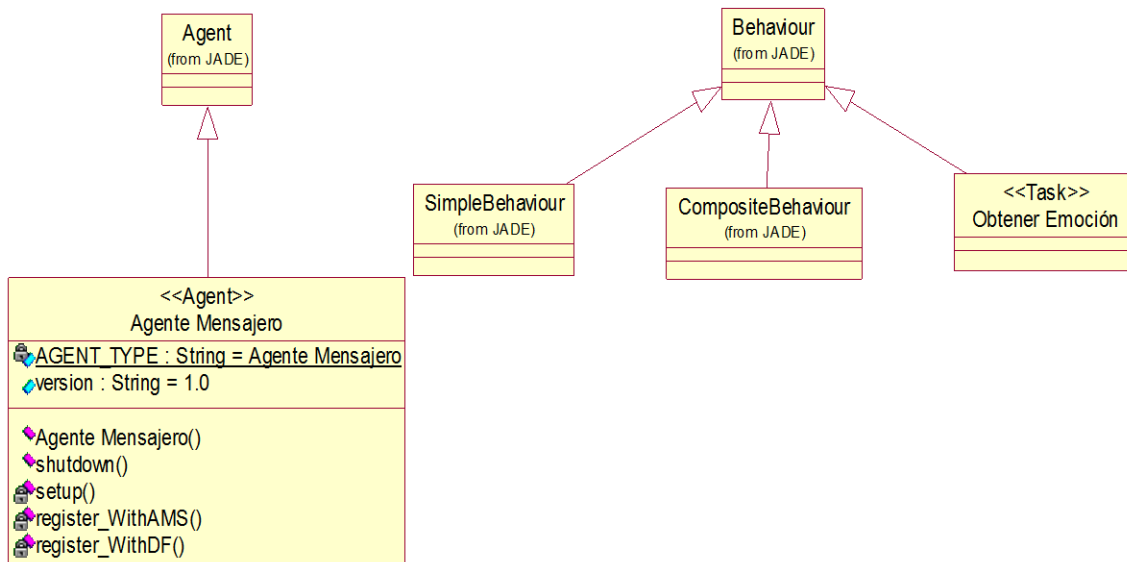 Agent
(from JADE)
Behaviour
(from JADE)
SimpleBehaviour
(from JADE)
CompositeBehaviour
(from JADE)
<<Task>>
Obtener Emoción
<<Agent>>
Agente Mensajero
AGENT_TYPE : String = Agente Mensajero
version : String = 1.0
Agente Mensajero()
shutdown()
setup()
register_WithAMS()
register_WithDF()